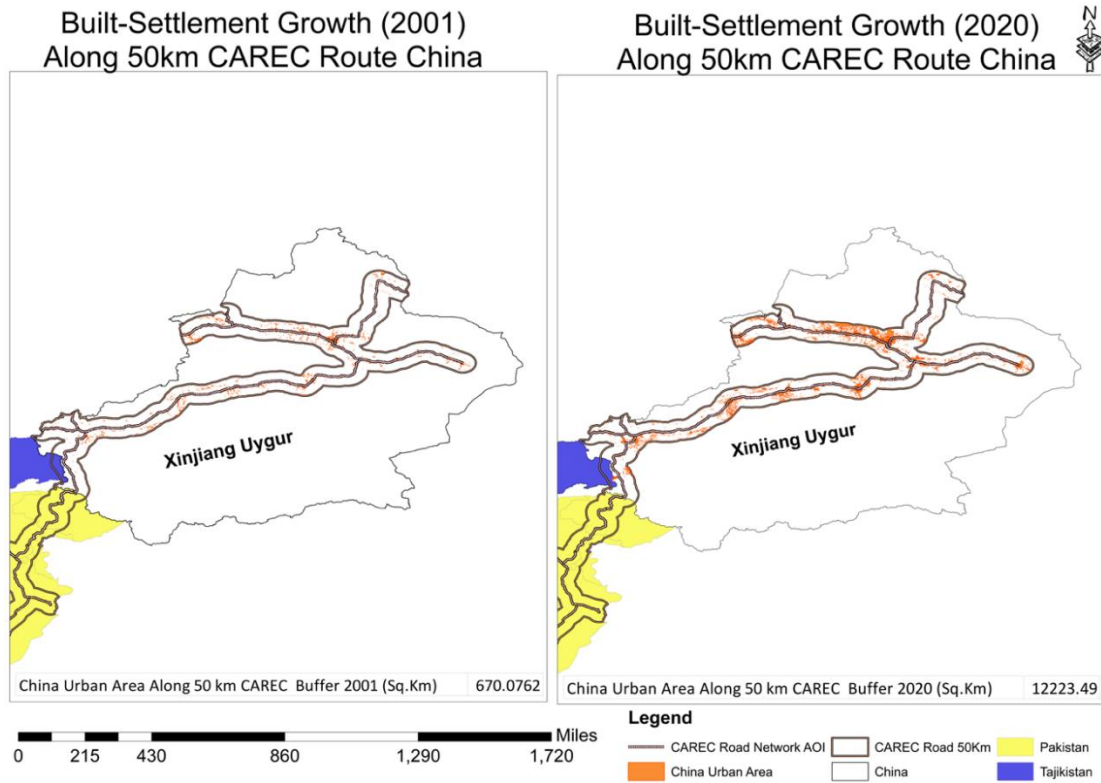 Built-Settlement Growth (2001)
Along 50km CAREC Route China
Built-Settlement Growth (2020)
Along 50km CAREC Route China
N
Xinjiang Uygur
Xinjiang Uygur
China Urban Area Along 50 km CAREC Buffer 2001 (Sq.Km) 670.0762
China Urban Area Along 50 km CAREC Buffer 2020 (Sq.Km) 12223.49
Miles
0 215 430 860 1,290 1,720
Legend
CAREC Road Network AOI CAREC Road 50Km Pakistan
China Urban Area China Tajikistan